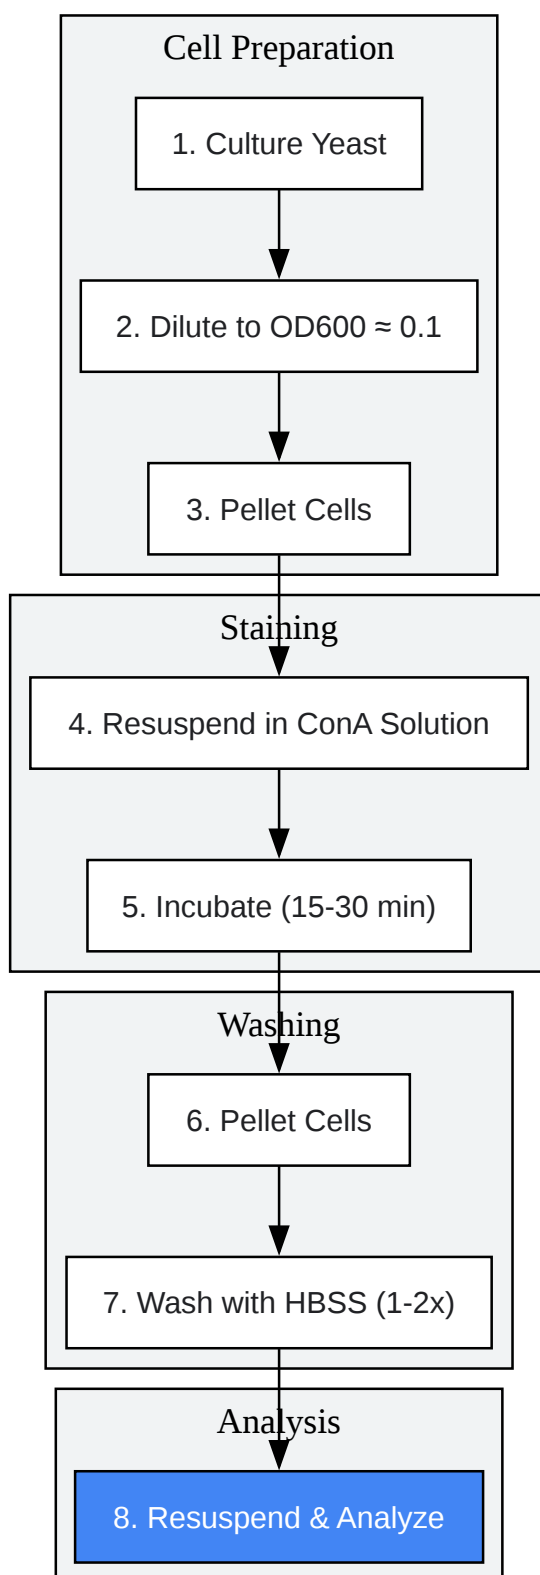 Cell Preparation
1. Culture Yeast
2. Dilute to OD600 ≈ 0.1
3. Pellet Cells
Staining
4. Resuspend in ConA Solution
5. Incubate (15-30 min)
Washing
6. Pellet Cells
7. Wash with HBSS (1-2x)
Analysis
8. Resuspend & Analyze